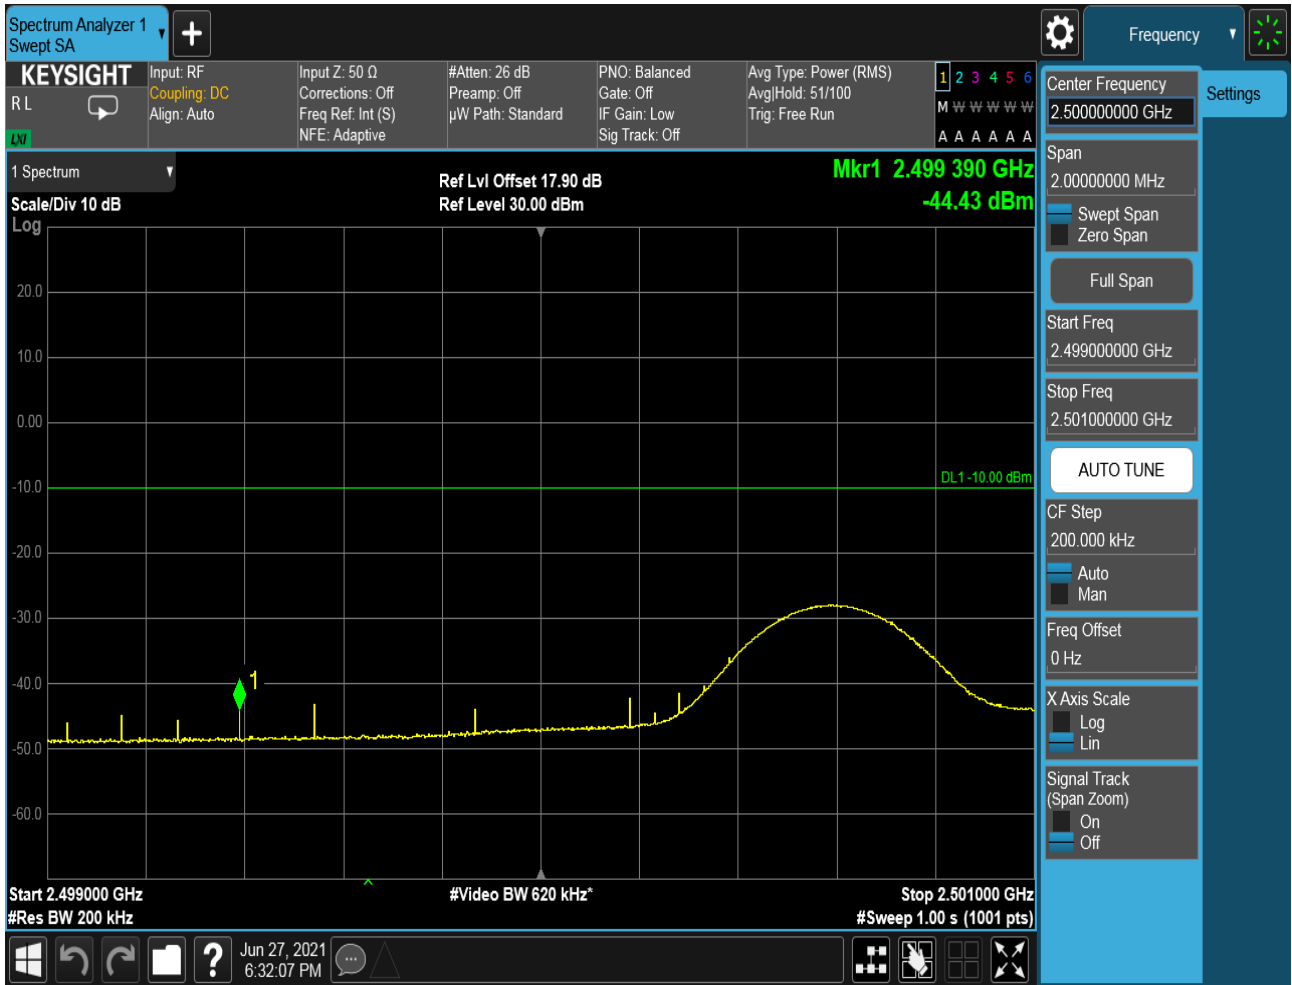 Spectrum Analyzer 1
Swept SA
Frequency
KEYSIGHT
R L
LXI
Input: RF
Coupling: DC
Align: Auto
Input Z: 50 Ω
Corrections: Off
Freq Ref: Int (S)
NFE: Adaptive
#Atten: 26 dB
Preamp: Off
µW Path: Standard
PNO: Balanced
Gate: Off
IF Gain: Low
Sig Track: Off
Avg Type: Power (RMS)
Avg|Hold: 51/100
Trig: Free Run
1 2 3 4 5 6
M W W W W W
A A A A A A
1 Spectrum
Scale/Div 10 dB
Log
Ref Lvl Offset 17.90 dB
Ref Level 30.00 dBm
Mkr1 2.499 390 GHz
-44.43 dBm
20.0
10.0
0.00
-10.0
-20.0
-30.0
-40.0
-50.0
-60.0
DL1 -10.00 dBm
1
Start 2.499000 GHz
#Res BW 200 kHz
#Video BW 620 kHz*
Stop 2.501000 GHz
#Sweep 1.00 s (1001 pts)
Jun 27, 2021
6:32:07 PM
Center Frequency
2.500000000 GHz
Settings
Span
2.00000000 MHz
Swept Span
Zero Span
Full Span
Start Freq
2.499000000 GHz
Stop Freq
2.501000000 GHz
AUTO TUNE
CF Step
200.000 kHz
Auto
Man
Freq Offset
0 Hz
X Axis Scale
Log
Lin
Signal Track
(Span Zoom)
On
Off